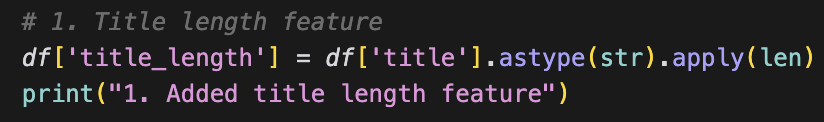 # 1. Title length feature
df['title_length'] = df['title'].astype(str).apply(len)
print("1. Added title length feature")